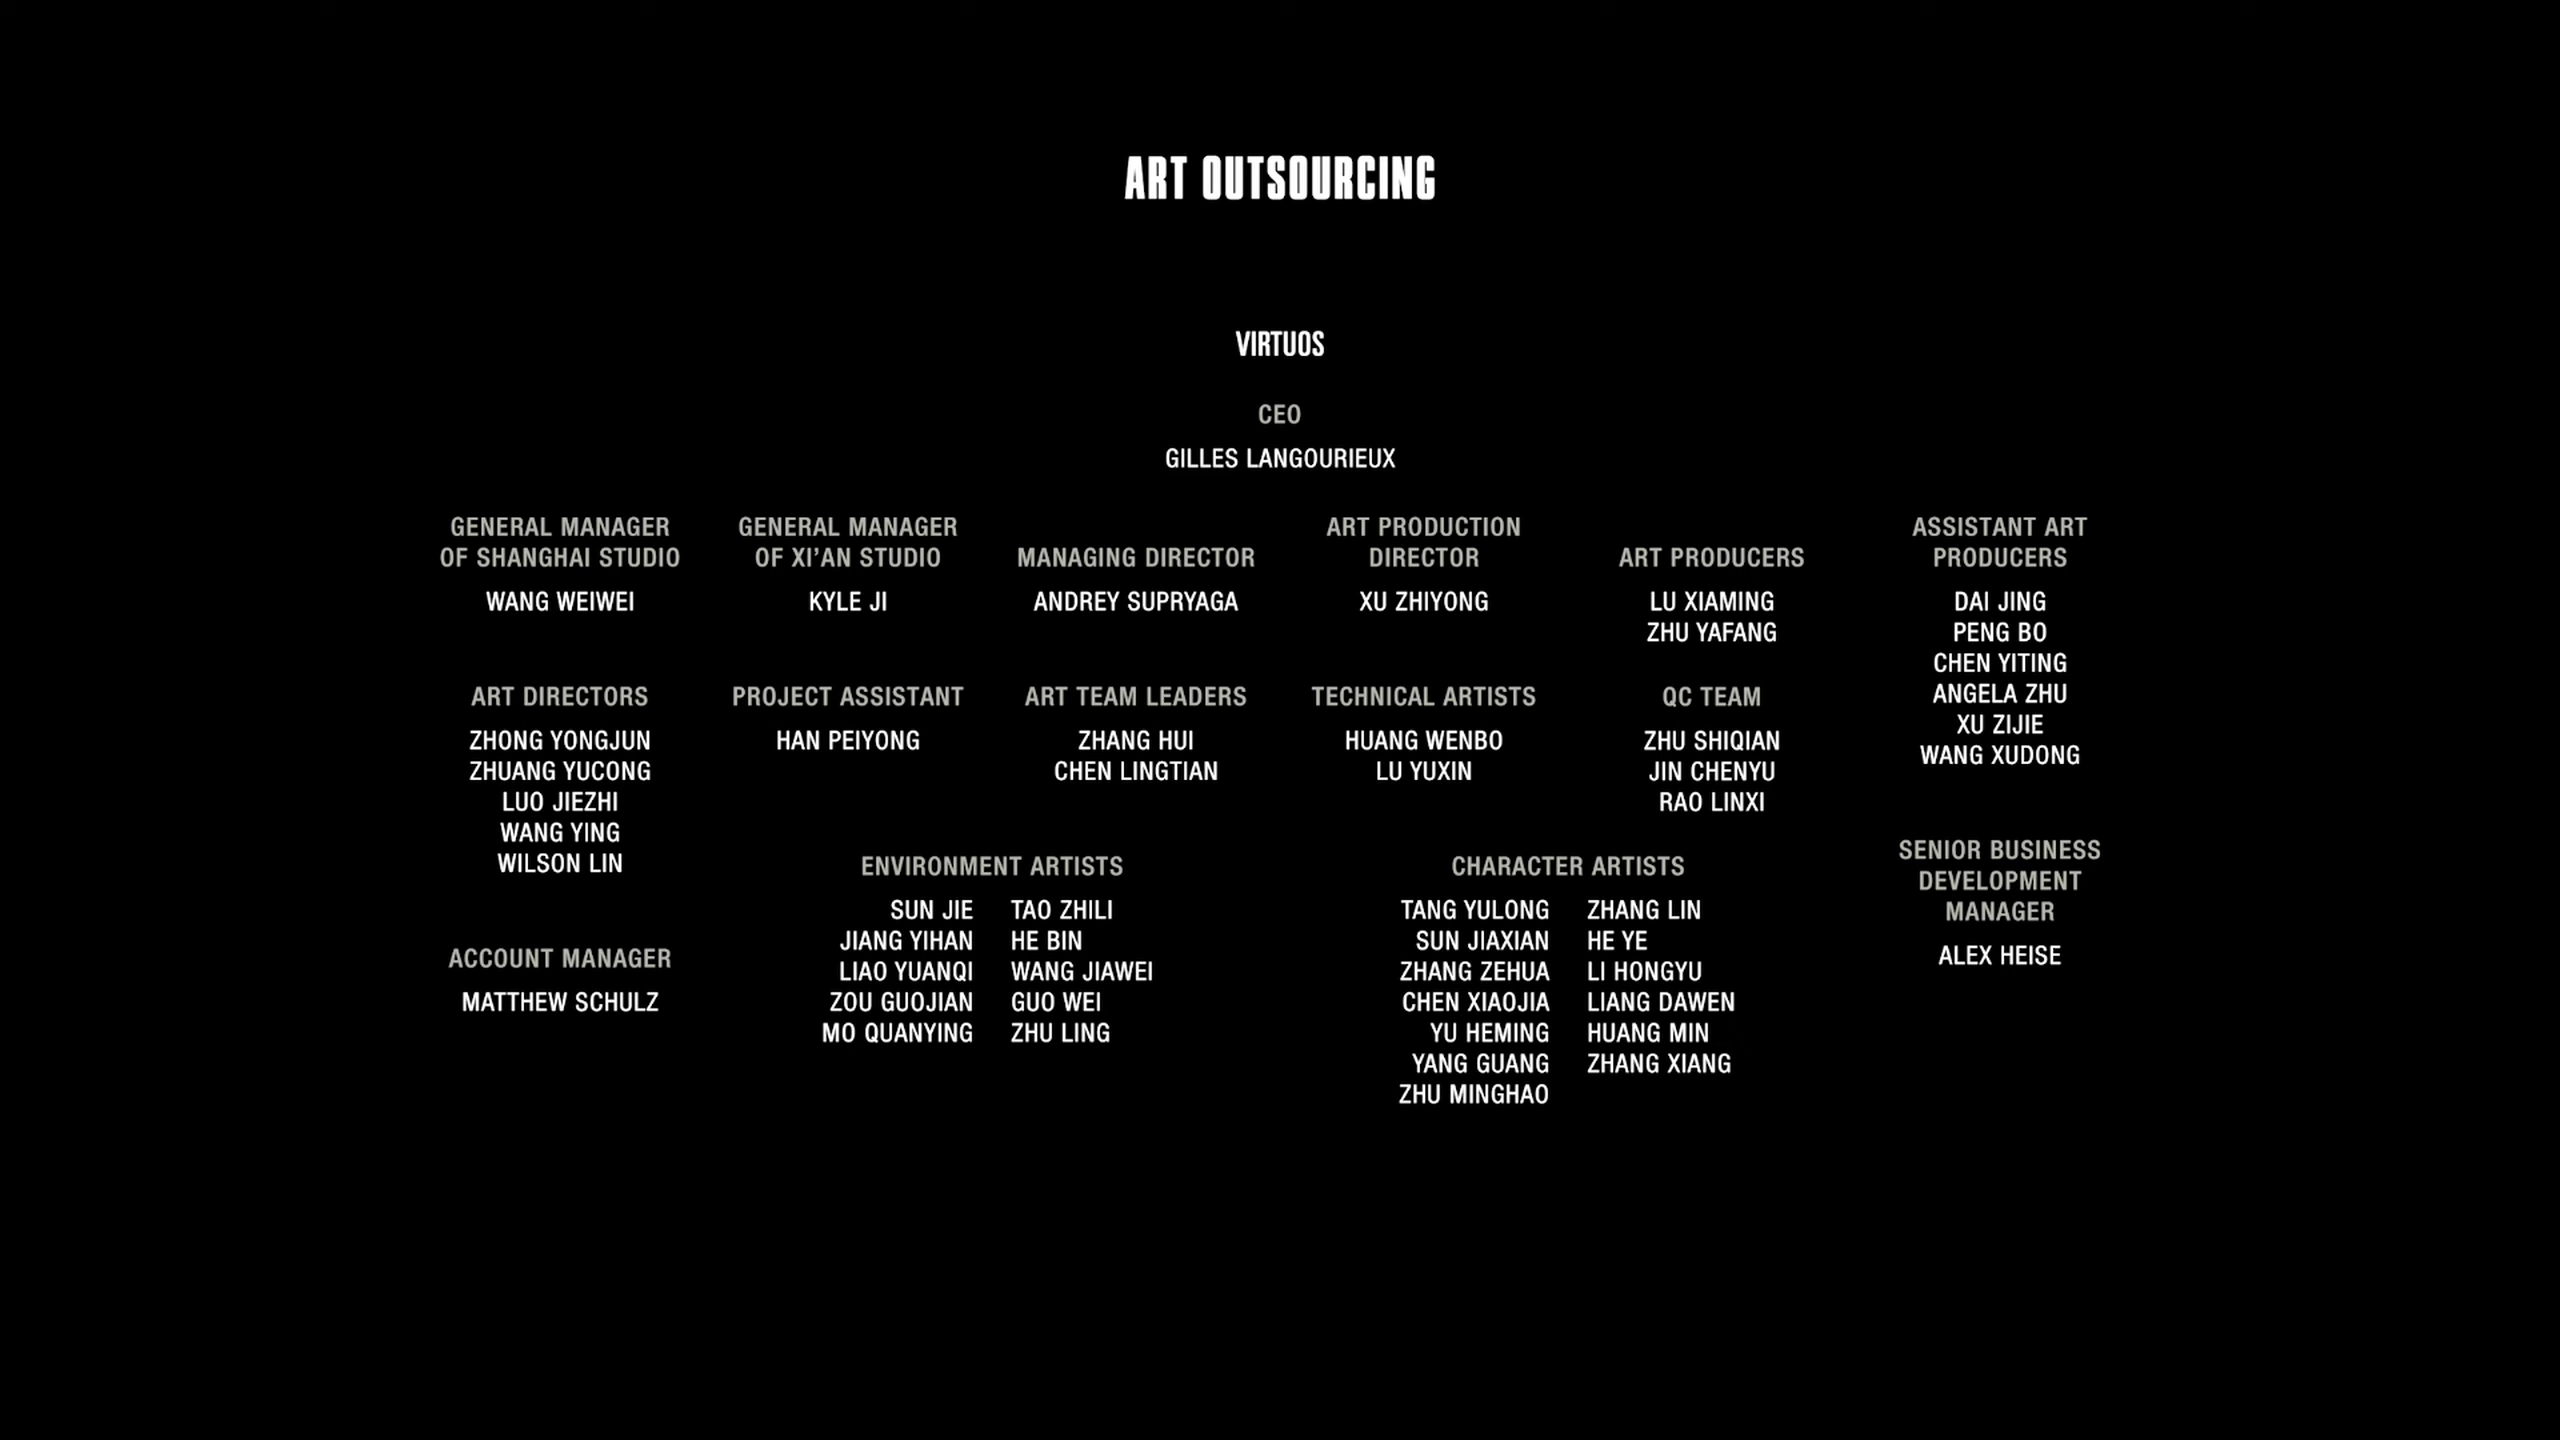 ART OUTSOURCING
VIRTUOS
CEO
GILLES LANGOURIEUX
GENERAL MANAGER
OF SHANGHAI STUDIO
WANG WEIWEI
GENERAL MANAGER
OF XI’AN STUDIO
KYLE JI
MANAGING DIRECTOR
ANDREY SUPRYAGA
ART PRODUCTION
DIRECTOR
XU ZHIYONG
ART PRODUCERS
LU XIAMING
ZHU YAFANG
ASSISTANT ART
PRODUCERS
DAI JING
PENG BO
CHEN YITING
ANGELA ZHU
XU ZIJIE
WANG XUDONG
ART DIRECTORS
ZHONG YONGJUN
ZHUANG YUCONG
LUO JIEZHI
WANG YING
WILSON LIN
PROJECT ASSISTANT
HAN PEIYONG
ART TEAM LEADERS
ZHANG HUI
CHEN LINGTIAN
TECHNICAL ARTISTS
HUANG WENBO
LU YUXIN
QC TEAM
ZHU SHIQIAN
JIN CHENYU
RAO LINXI
ACCOUNT MANAGER
MATTHEW SCHULZ
ENVIRONMENT ARTISTS
SUN JIE TAO ZHILI
JIANG YIHAN HE BIN
LIAO YUANQI WANG JIAWEI
ZOU GUOJIAN GUO WEI
MO QUANYING ZHU LING
CHARACTER ARTISTS
TANG YULONG ZHANG LIN
SUN JIAXIAN HE YE
ZHANG ZEHUA LI HONGYU
CHEN XIAOJIA LIANG DAWEN
YU HEMING HUANG MIN
YANG GUANG ZHANG XIANG
ZHU MINGHAO
SENIOR BUSINESS
DEVELOPMENT
MANAGER
ALEX HEISE